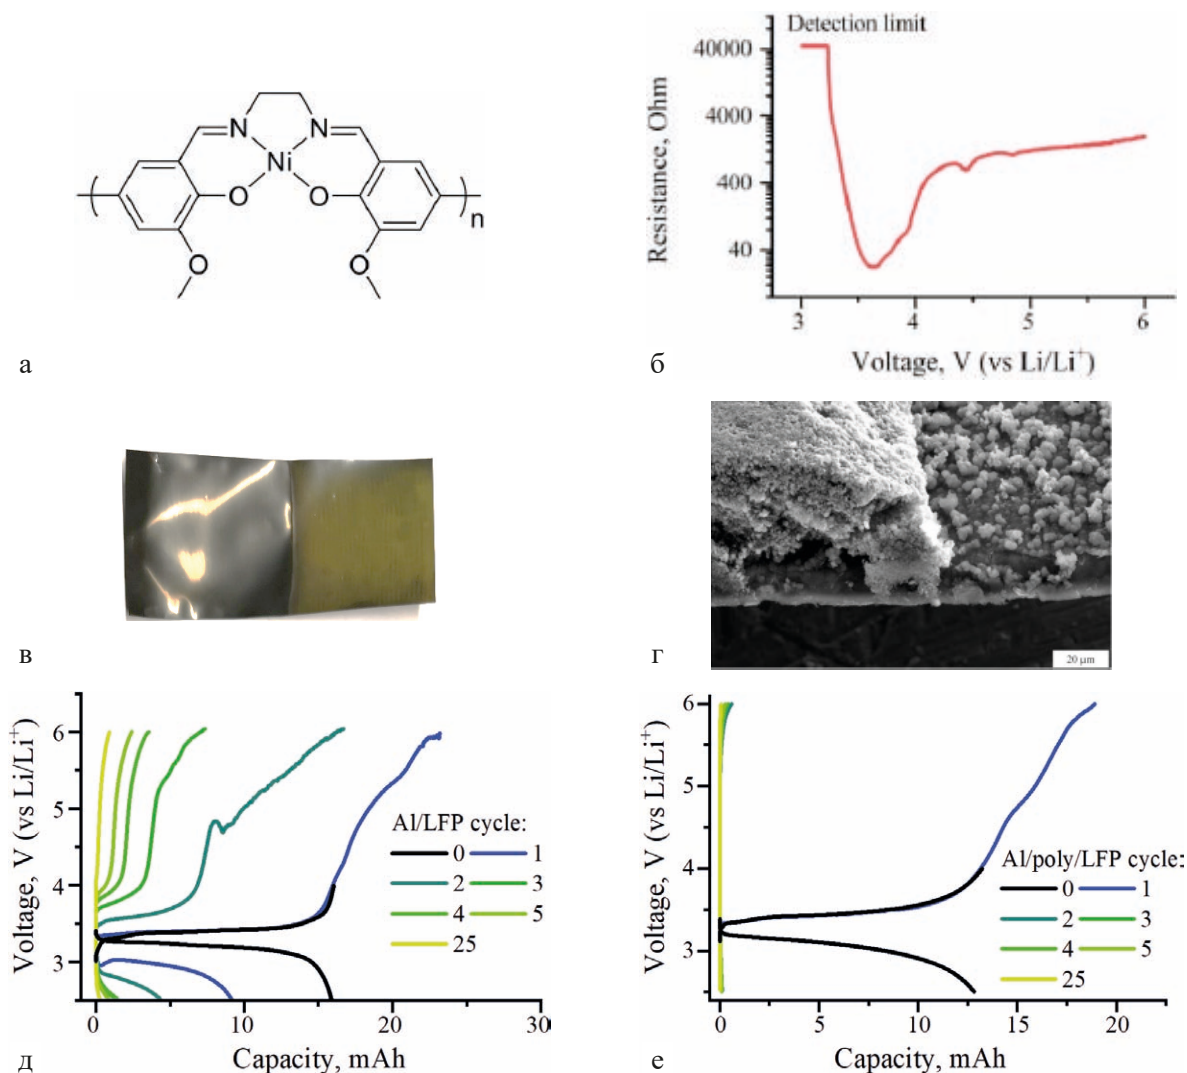 N
N
Ni
O
O
n
O
O
а
Detection limit
40000
4000
400
40
Resistance, Ohm
3
4
5
6
Voltage, V (vs Li/Li⁺)
б
в
20 µm
г
Voltage, V (vs Li/Li⁺)
6
5
4
3
Al/LFP cycle:
0 1
2 3
4 5
25
0
10
20
30
Capacity, mAh
д
Voltage, V (vs Li/Li⁺)
6
5
4
3
Al/poly/LFP cycle:
0 1
2 3
4 5
25
0
5
10
15
20
Capacity, mAh
е